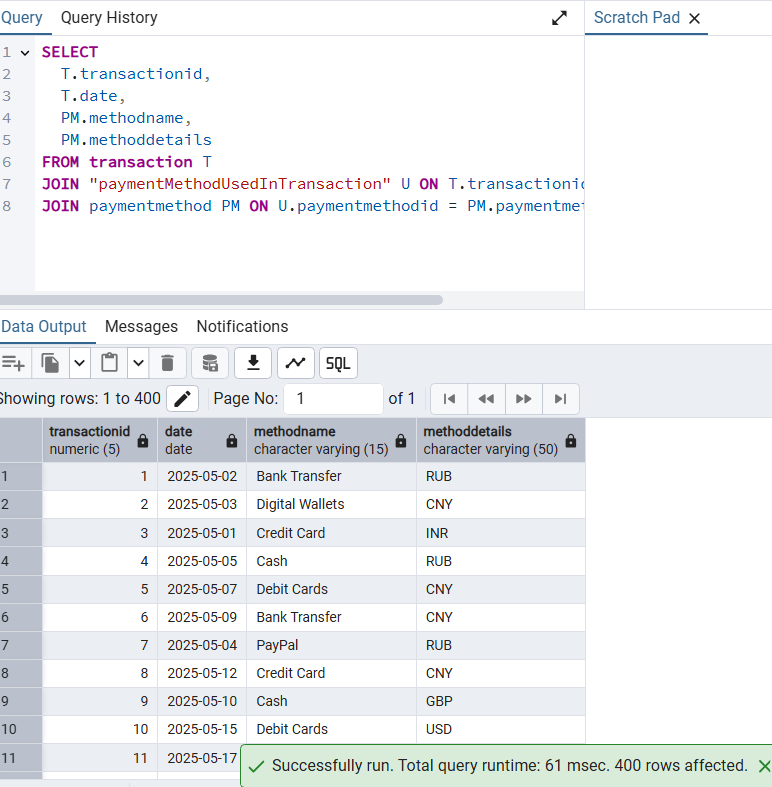 Query Query History Scratch Pad
1 SELECT
2 T.transactionid,
3 T.date,
4 PM.methodname,
5 PM.methoddetails
6 FROM transaction T
7 JOIN "paymentMethodUsedInTransaction" U ON
8 JOIN paymentmethod PM ON U.paymentmethodid =
Data Output Messages Notifications
SQL
Showing rows: 1 to 400 Page No: 1 of 1
transactionid date methodname methoddetails
numeric (5) date character varying (15) character varying (50)
1 1 2025-05-02 Bank Transfer RUB
2 2 2025-05-03 Digital Wallets CNY
3 3 2025-05-01 Credit Card INR
4 4 2025-05-05 Cash RUB
5 5 2025-05-07 Debit Cards CNY
6 6 2025-05-09 Bank Transfer CNY
7 7 2025-05-04 PayPal RUB
8 8 2025-05-12 Credit Card CNY
9 9 2025-05-10 Cash GBP
10 10 2025-05-15 Debit Cards USD
11 11 2025-05-17
Successfully run. Total query runtime: 61 msec. 400 rows affected.